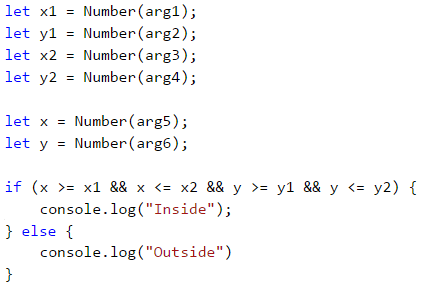 let x1 = Number(arg1);
let y1 = Number(arg2);
let x2 = Number(arg3);
let y2 = Number(arg4);

let x = Number(arg5);
let y = Number(arg6);

if (x >= x1 && x <= x2 && y >= y1 && y <= y2) {
    console.log("Inside");
} else {
    console.log("Outside")
}